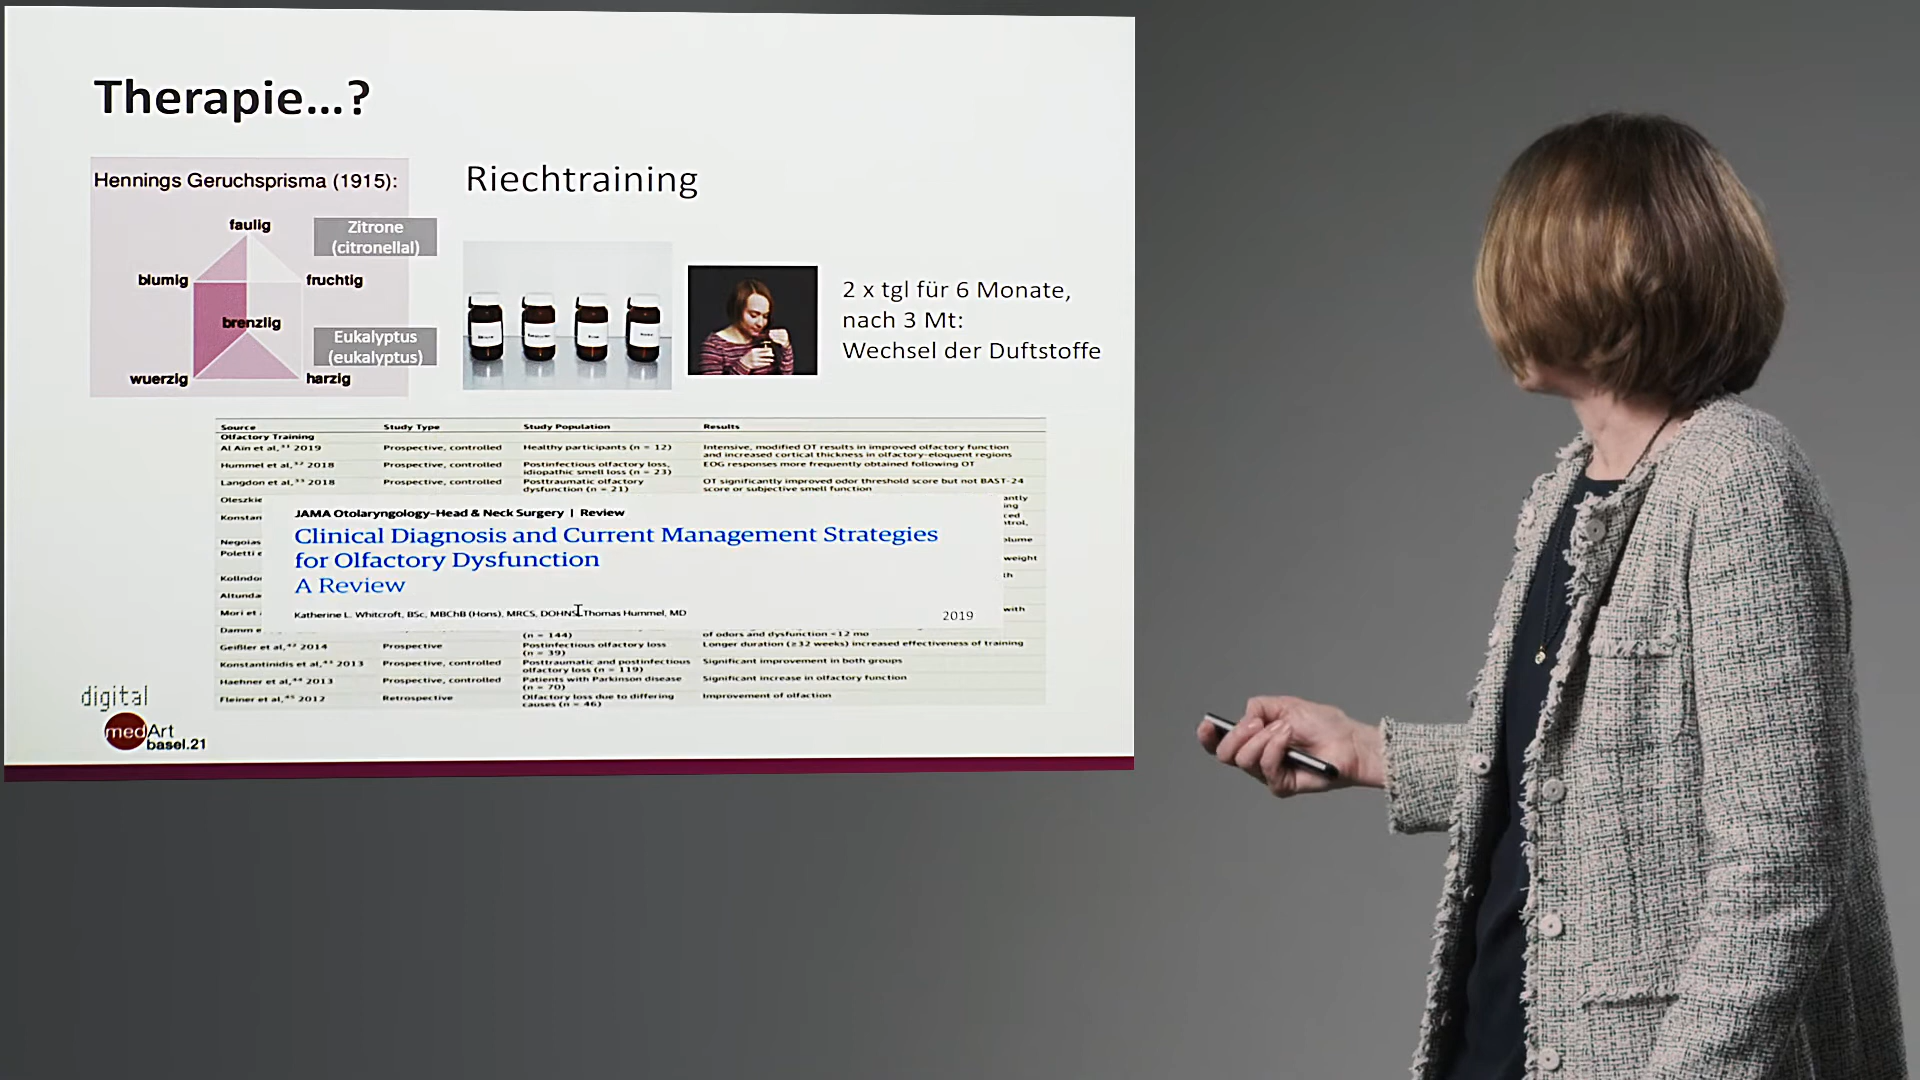 Therapie...?
Hennings Geruchsprisma (1915):
faulig
Zitrone
(citronellal)
blumig
fruchtig
brenzlig
Eukalyptus
(eukalyptus)
wuerzig
harzig
Riechtraining
2 x tgl für 6 Monate,
nach 3 Mt:
Wechsel der Duftstoffe
Source Study Type Study Population Results
Olfactory Training
Al Aïn et al,³¹ 2019 Prospective, controlled Healthy participants (n = 12) Intensive, modified OT results in improved olfactory function
and increased cortical thickness in olfactory-eloquent regions
Hummel et al,³² 2018 Prospective, controlled Postinfectious olfactory loss, EOG responses more frequently obtained following OT
idiopathic smell loss (n = 23)
Langdon et al,³³ 2018 Prospective, controlled Posttraumatic olfactory OT significantly improved odor threshold score but not BAST-24
dysfunction (n = 21) score or subjective smell function
Oleszkie antly
ing
Konstan ced
ntrol,
Negoias olume
Poletti e weight
Kollndo th
Altunda
Mori et with
Damm e
(n = 144) of odors and dysfunction <12 mo
JAMA Otolaryngology–Head & Neck Surgery | Review
Clinical Diagnosis and Current Management Strategies
for Olfactory Dysfunction
A Review
Katherine L. Whitcroft, BSc, MBChB (Hons), MRCS, DOHNS; Thomas Hummel, MD
2019
Geißler et al,⁴² 2014 Prospective Postinfectious olfactory loss Longer duration (≥32 weeks) increased effectiveness of training
(n = 39)
Konstantinidis et al,⁴³ 2013 Prospective, controlled Posttraumatic and postinfectious Significant improvement in both groups
olfactory loss (n = 119)
Haehner et al,⁴⁴ 2013 Prospective, controlled Patients with Parkinson disease Significant increase in olfactory function
(n = 70)
Fleiner et al,⁴⁵ 2012 Retrospective Olfactory loss due to differing Improvement of olfaction
causes (n = 46)
digital
medArt
basel.21